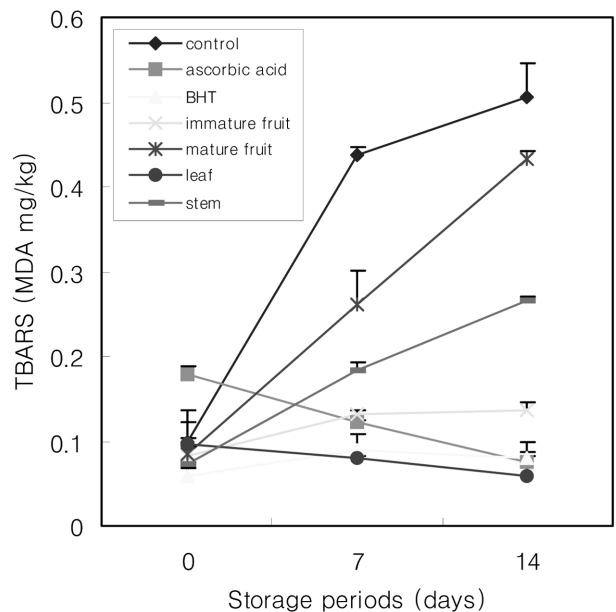 0.6
0.5
0.4
0.3
0.2
0.1
0
TBARS (MDA mg/kg)
control
ascorbic acid
BHT
immature fruit
mature fruit
leaf
stem
0 7 14
Storage periods (days)